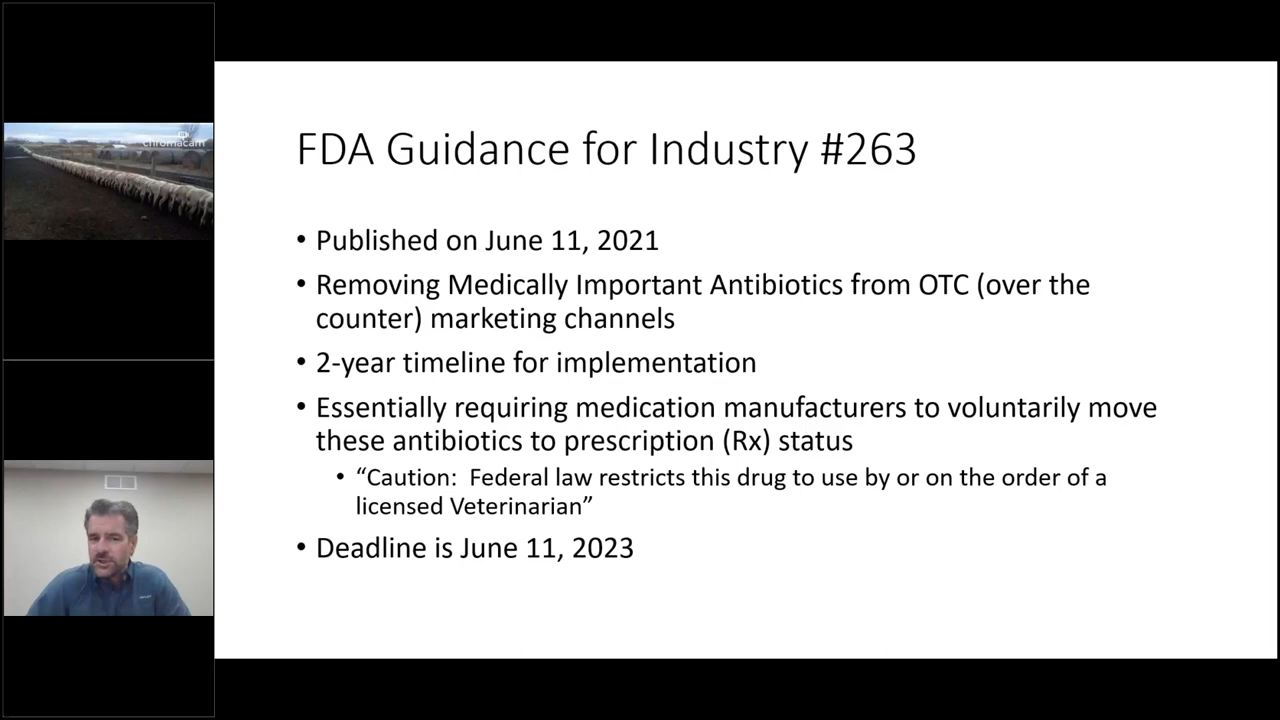 chromacam
FDA Guidance for Industry #263
• Published on June 11, 2021
• Removing Medically Important Antibiotics from OTC (over the
counter) marketing channels
• 2-year timeline for implementation
• Essentially requiring medication manufacturers to voluntarily move
these antibiotics to prescription (Rx) status
• “Caution:  Federal law restricts this drug to use by or on the order of a
licensed Veterinarian”
• Deadline is June 11, 2023